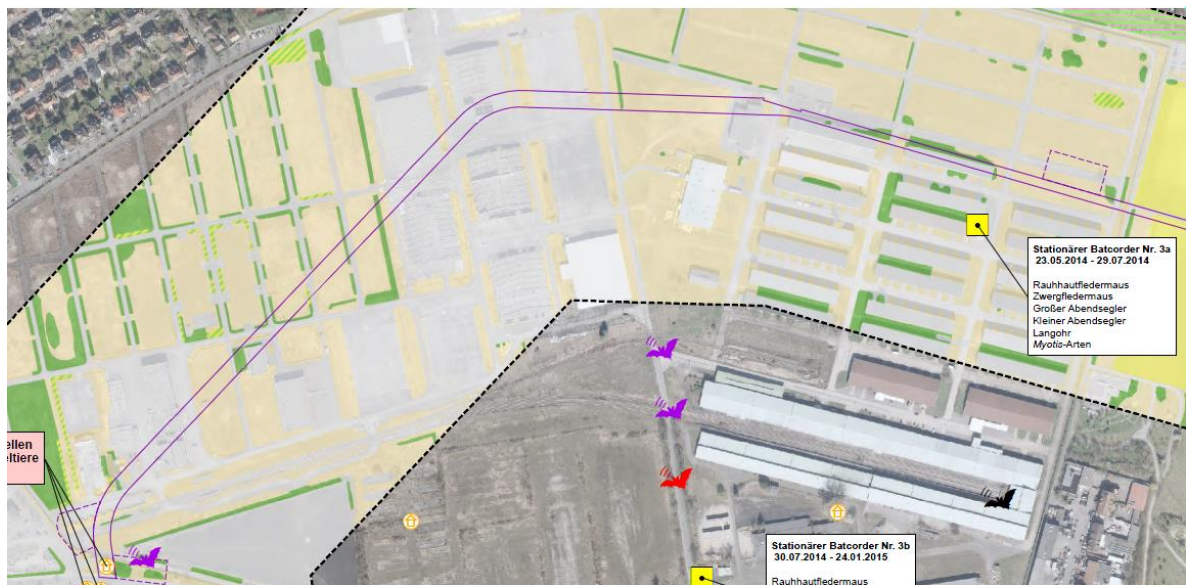 Stationärer Batcorder Nr. 3a
23.05.2014 - 29.07.2014
Rauhhautfledermaus
Zwergfledermaus
Großer Abendsegler
Kleiner Abendsegler
Langohr
Myotis-Arten
ellen
eltiere
Stationärer Batcorder Nr. 3b
30.07.2014 - 24.01.2015
Rauhhautfledermaus